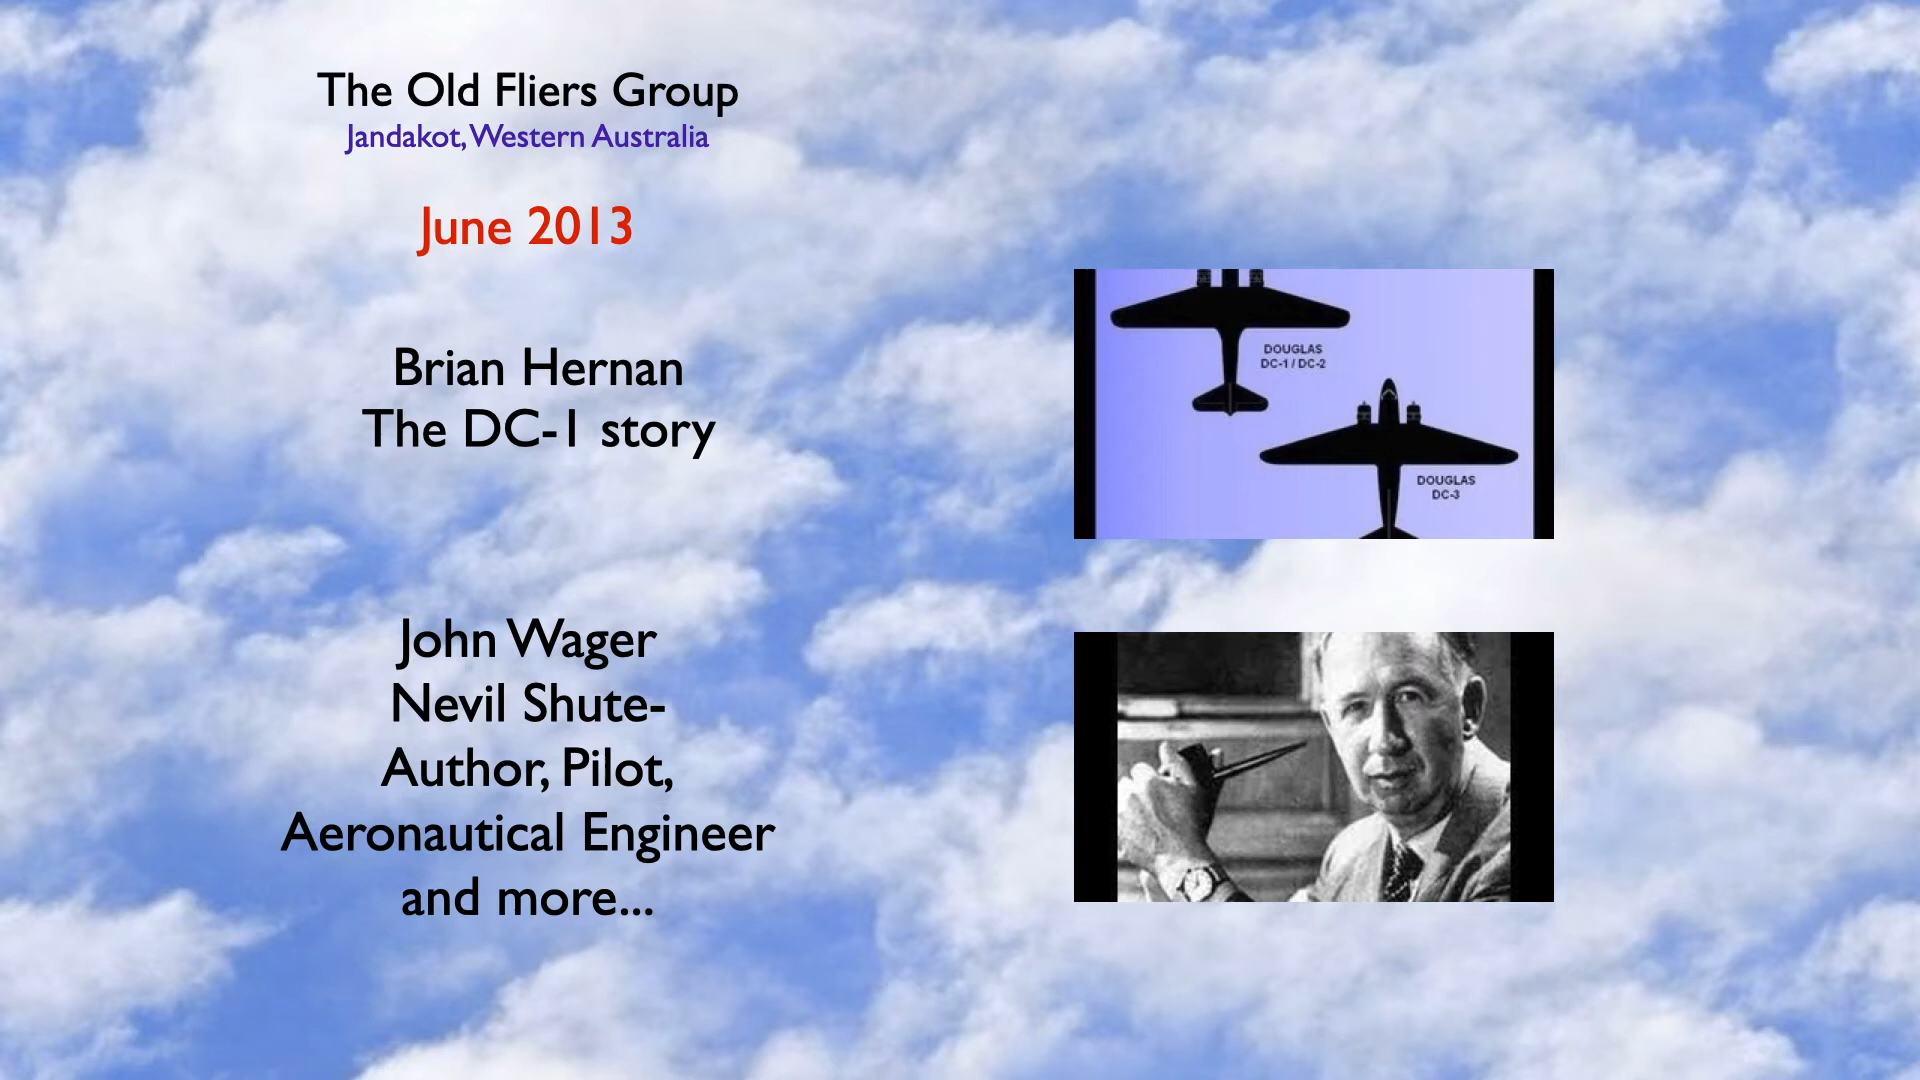 The Old Fliers Group
Jandakot, Western Australia
June 2013
Brian Hernan
The DC-1 story
DOUGLAS
DC-1 / DC-2
DOUGLAS
DC-3
John Wager
Nevil Shute-
Author, Pilot,
Aeronautical Engineer
and more...